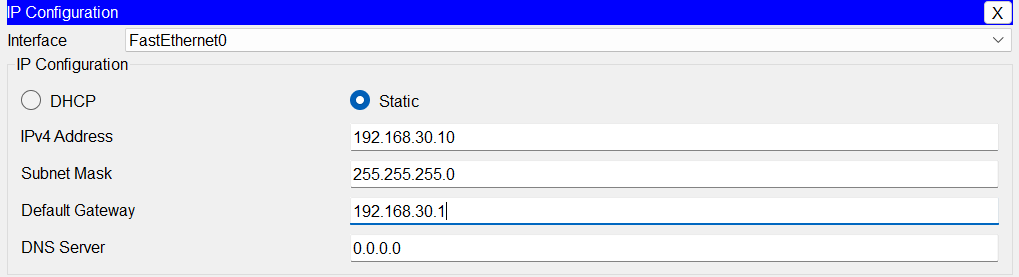 IP Configuration X
Interface FastEthernet0
IP Configuration
DHCP Static
IPv4 Address 192.168.30.10
Subnet Mask 255.255.255.0
Default Gateway 192.168.30.1
DNS Server 0.0.0.0